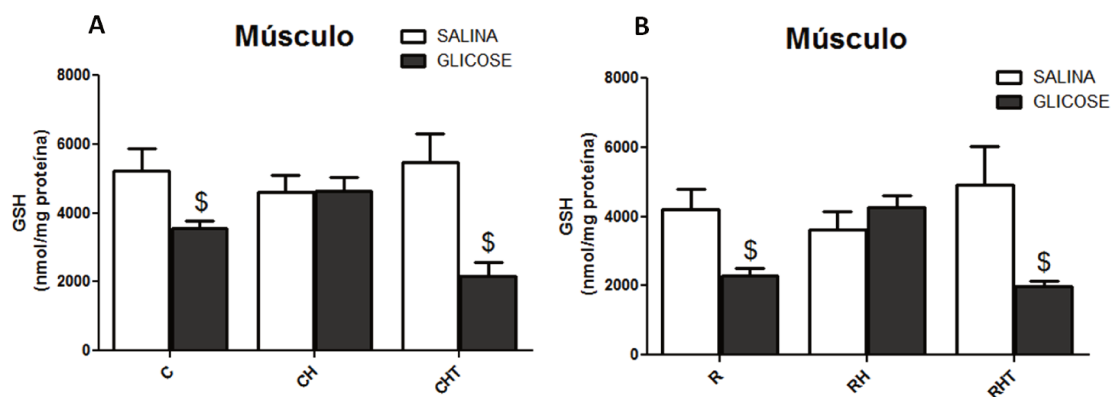 A
Músculo
SALINA
GLICOSE
GSH
(nmol/mg proteína)
8000
6000
4000
2000
0
$
$
C
CH
CHT
B
Músculo
SALINA
GLICOSE
GSH
(nmol/mg proteína)
8000
6000
4000
2000
0
$
$
R
RH
RHT